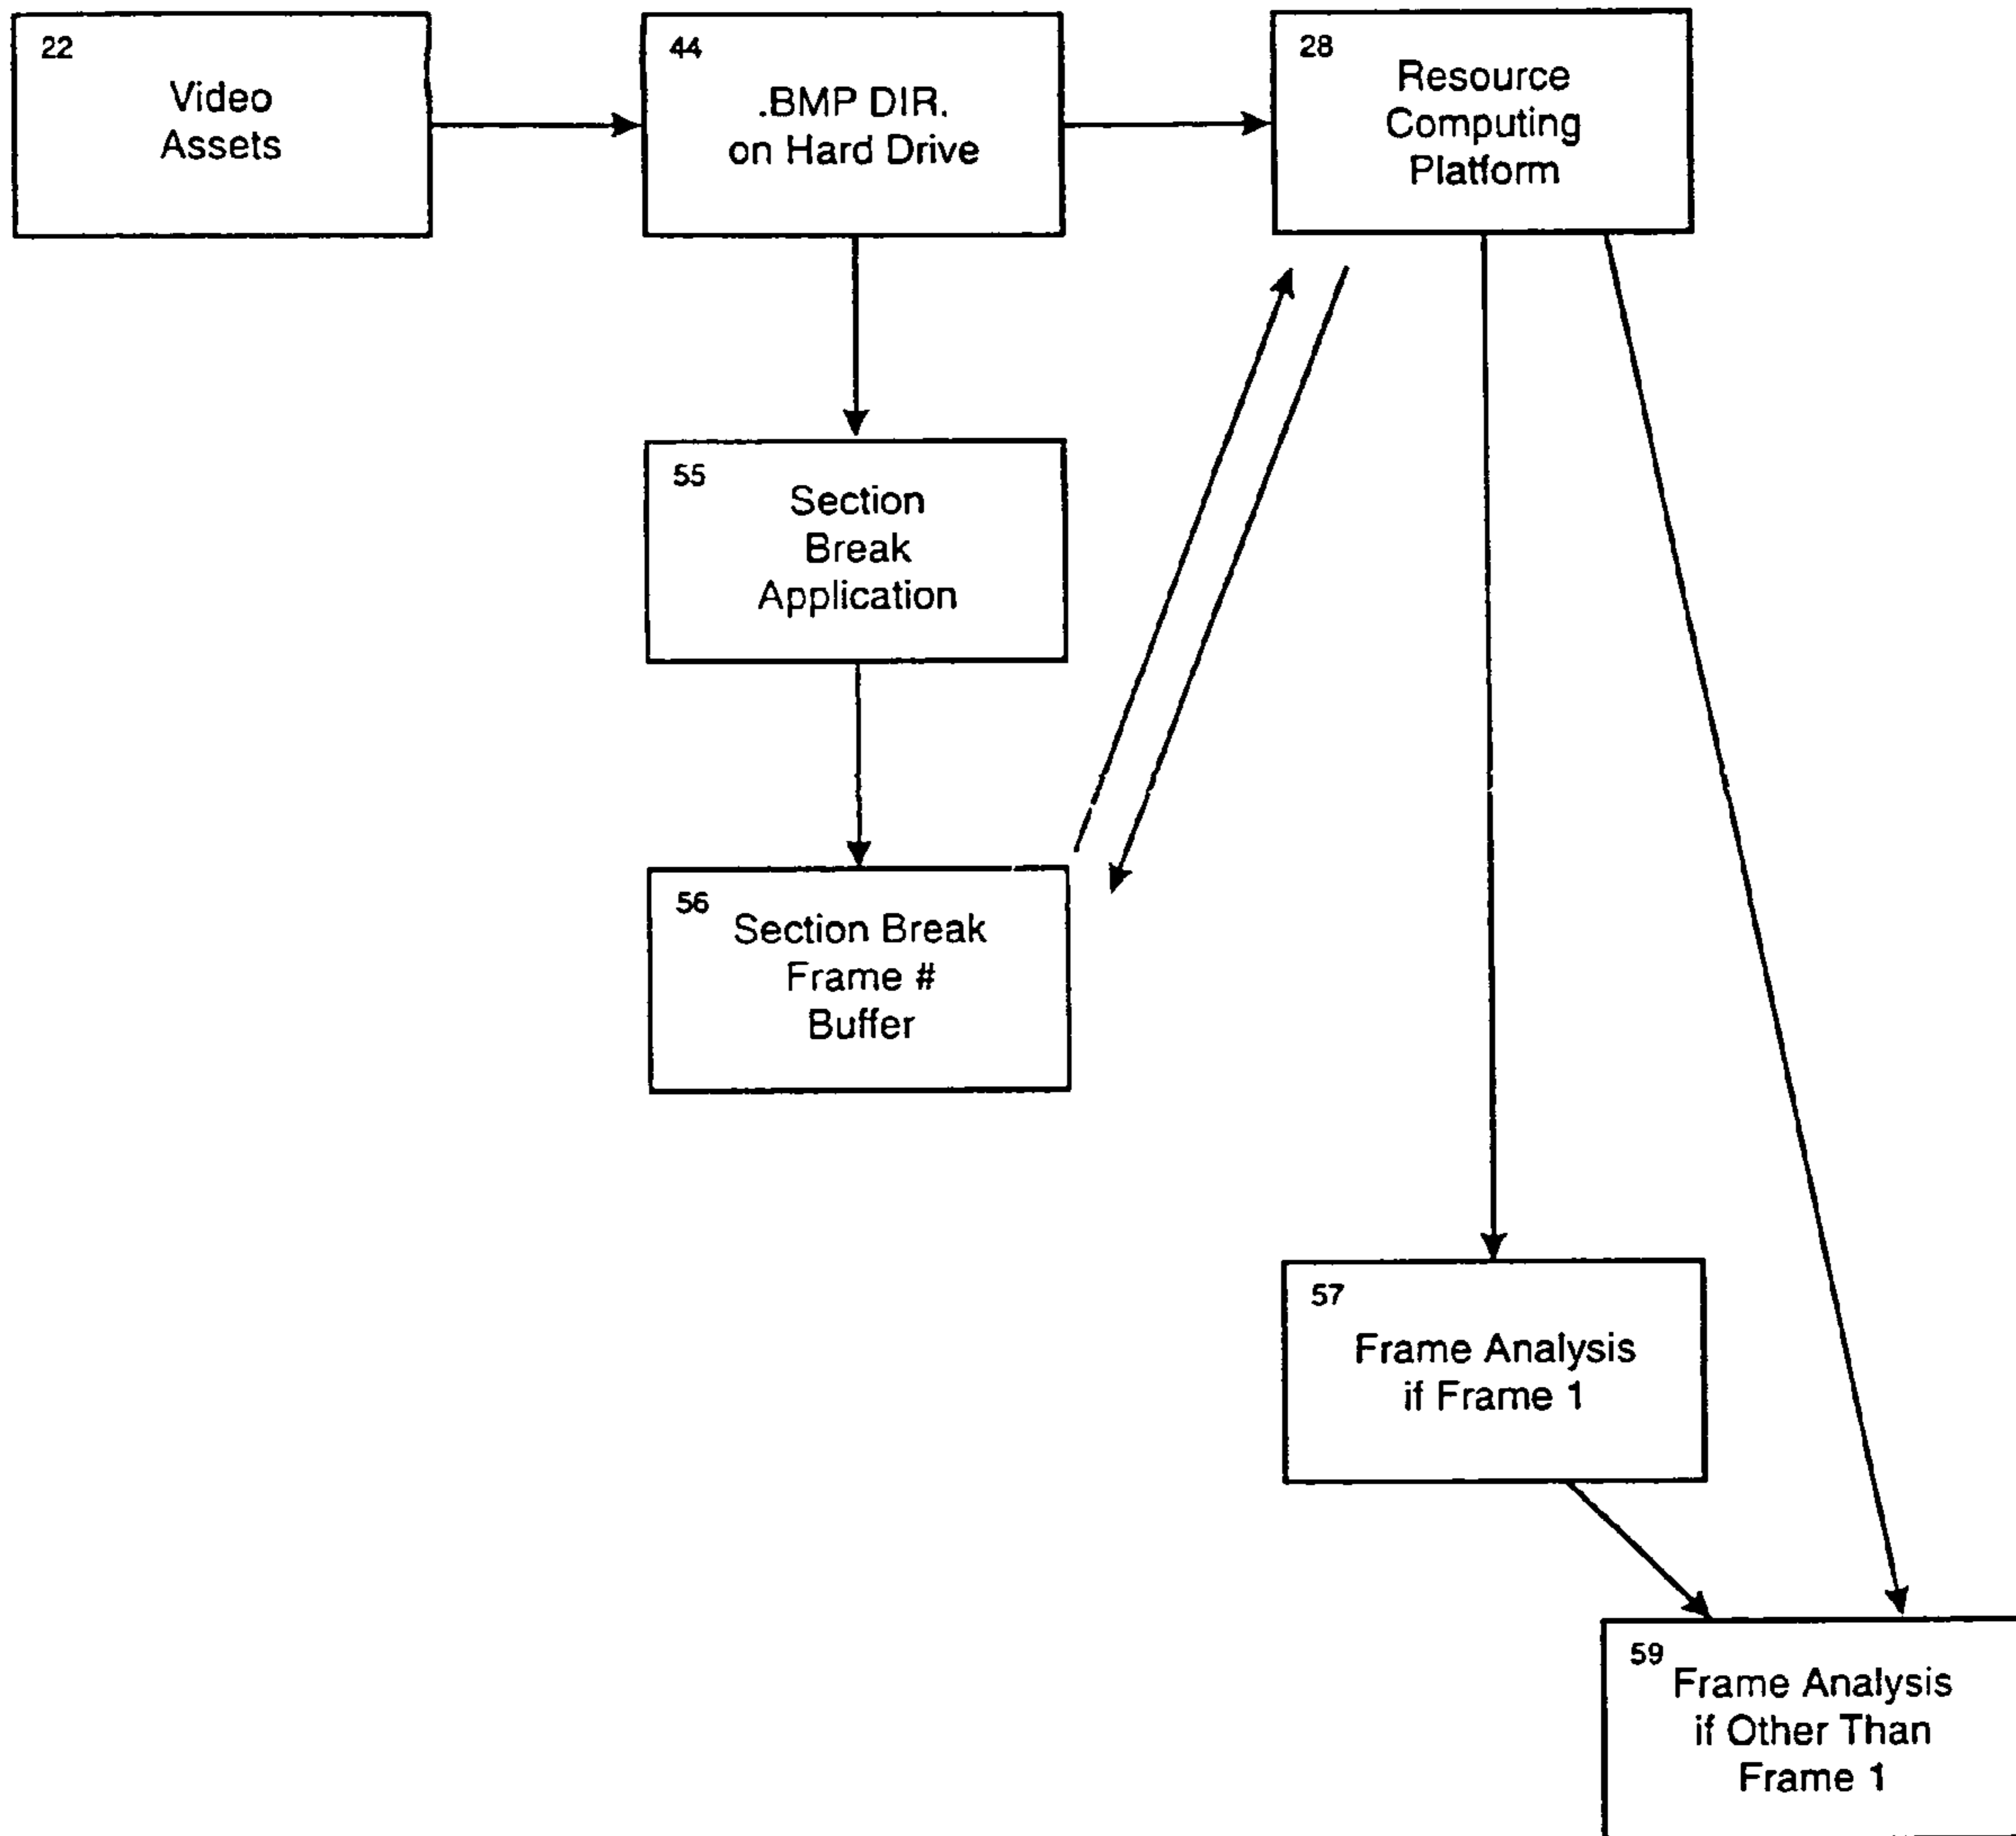 22
Video
Assets
44
.BMP DIR.
on Hard Drive
28
Resource
Computing
Platform
55
Section
Break
Application
56
Section Break
Frame #
Buffer
57
Frame Analysis
if Frame 1
59
Frame Analysis
if Other Than
Frame 1